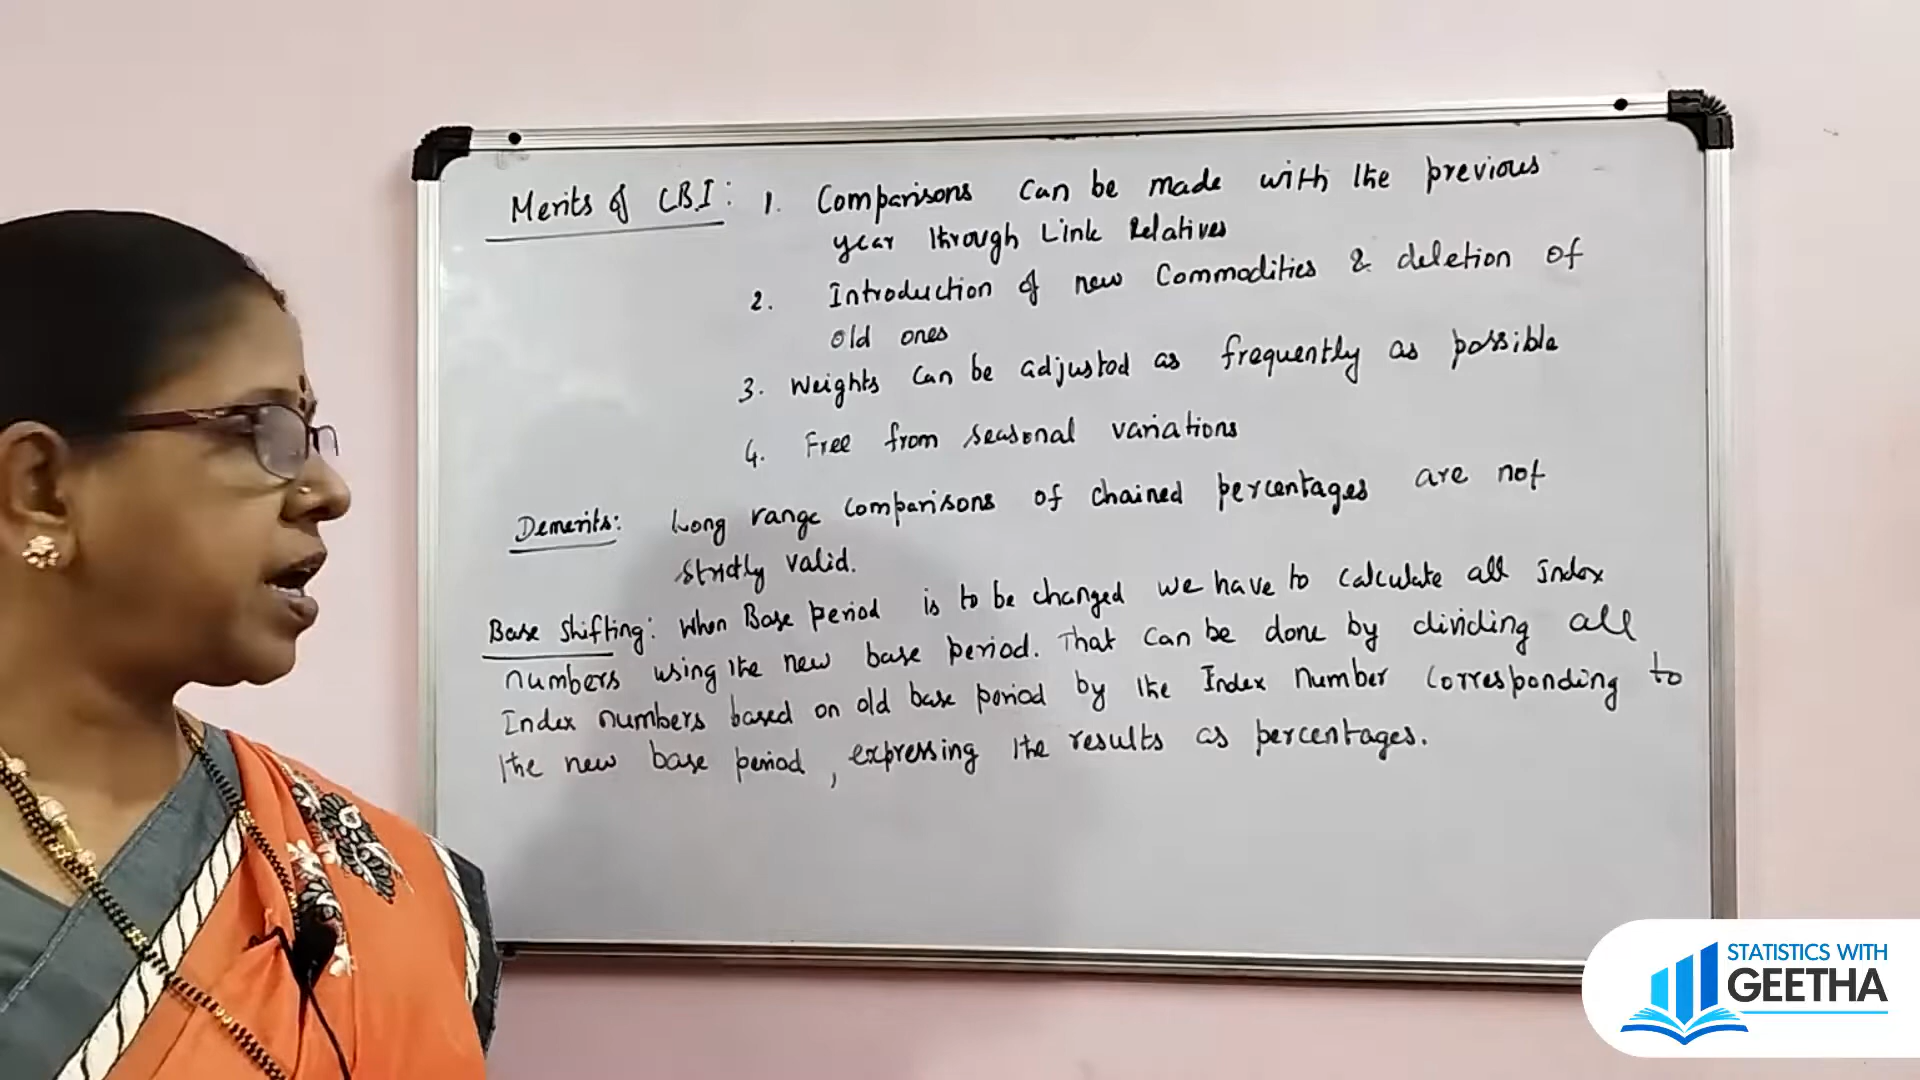 Merits of CBI: 1. Comparisons can be made with the previous
year through Link Relatives
2. Introduction of new Commodities & deletion of
old ones
3. Weights can be adjusted as frequently as possible
4. Free from seasonal variations
Demerits: Long range comparisons of chained percentages are not
strictly valid.
Base Shifting: When Base period is to be changed we have to calculate all index
numbers using the new base period. That can be done by dividing all
Index numbers based on old base period by the Index Number Corresponding to
the new base period, expressing the results as percentages.
STATISTICS WITH
GEETHA